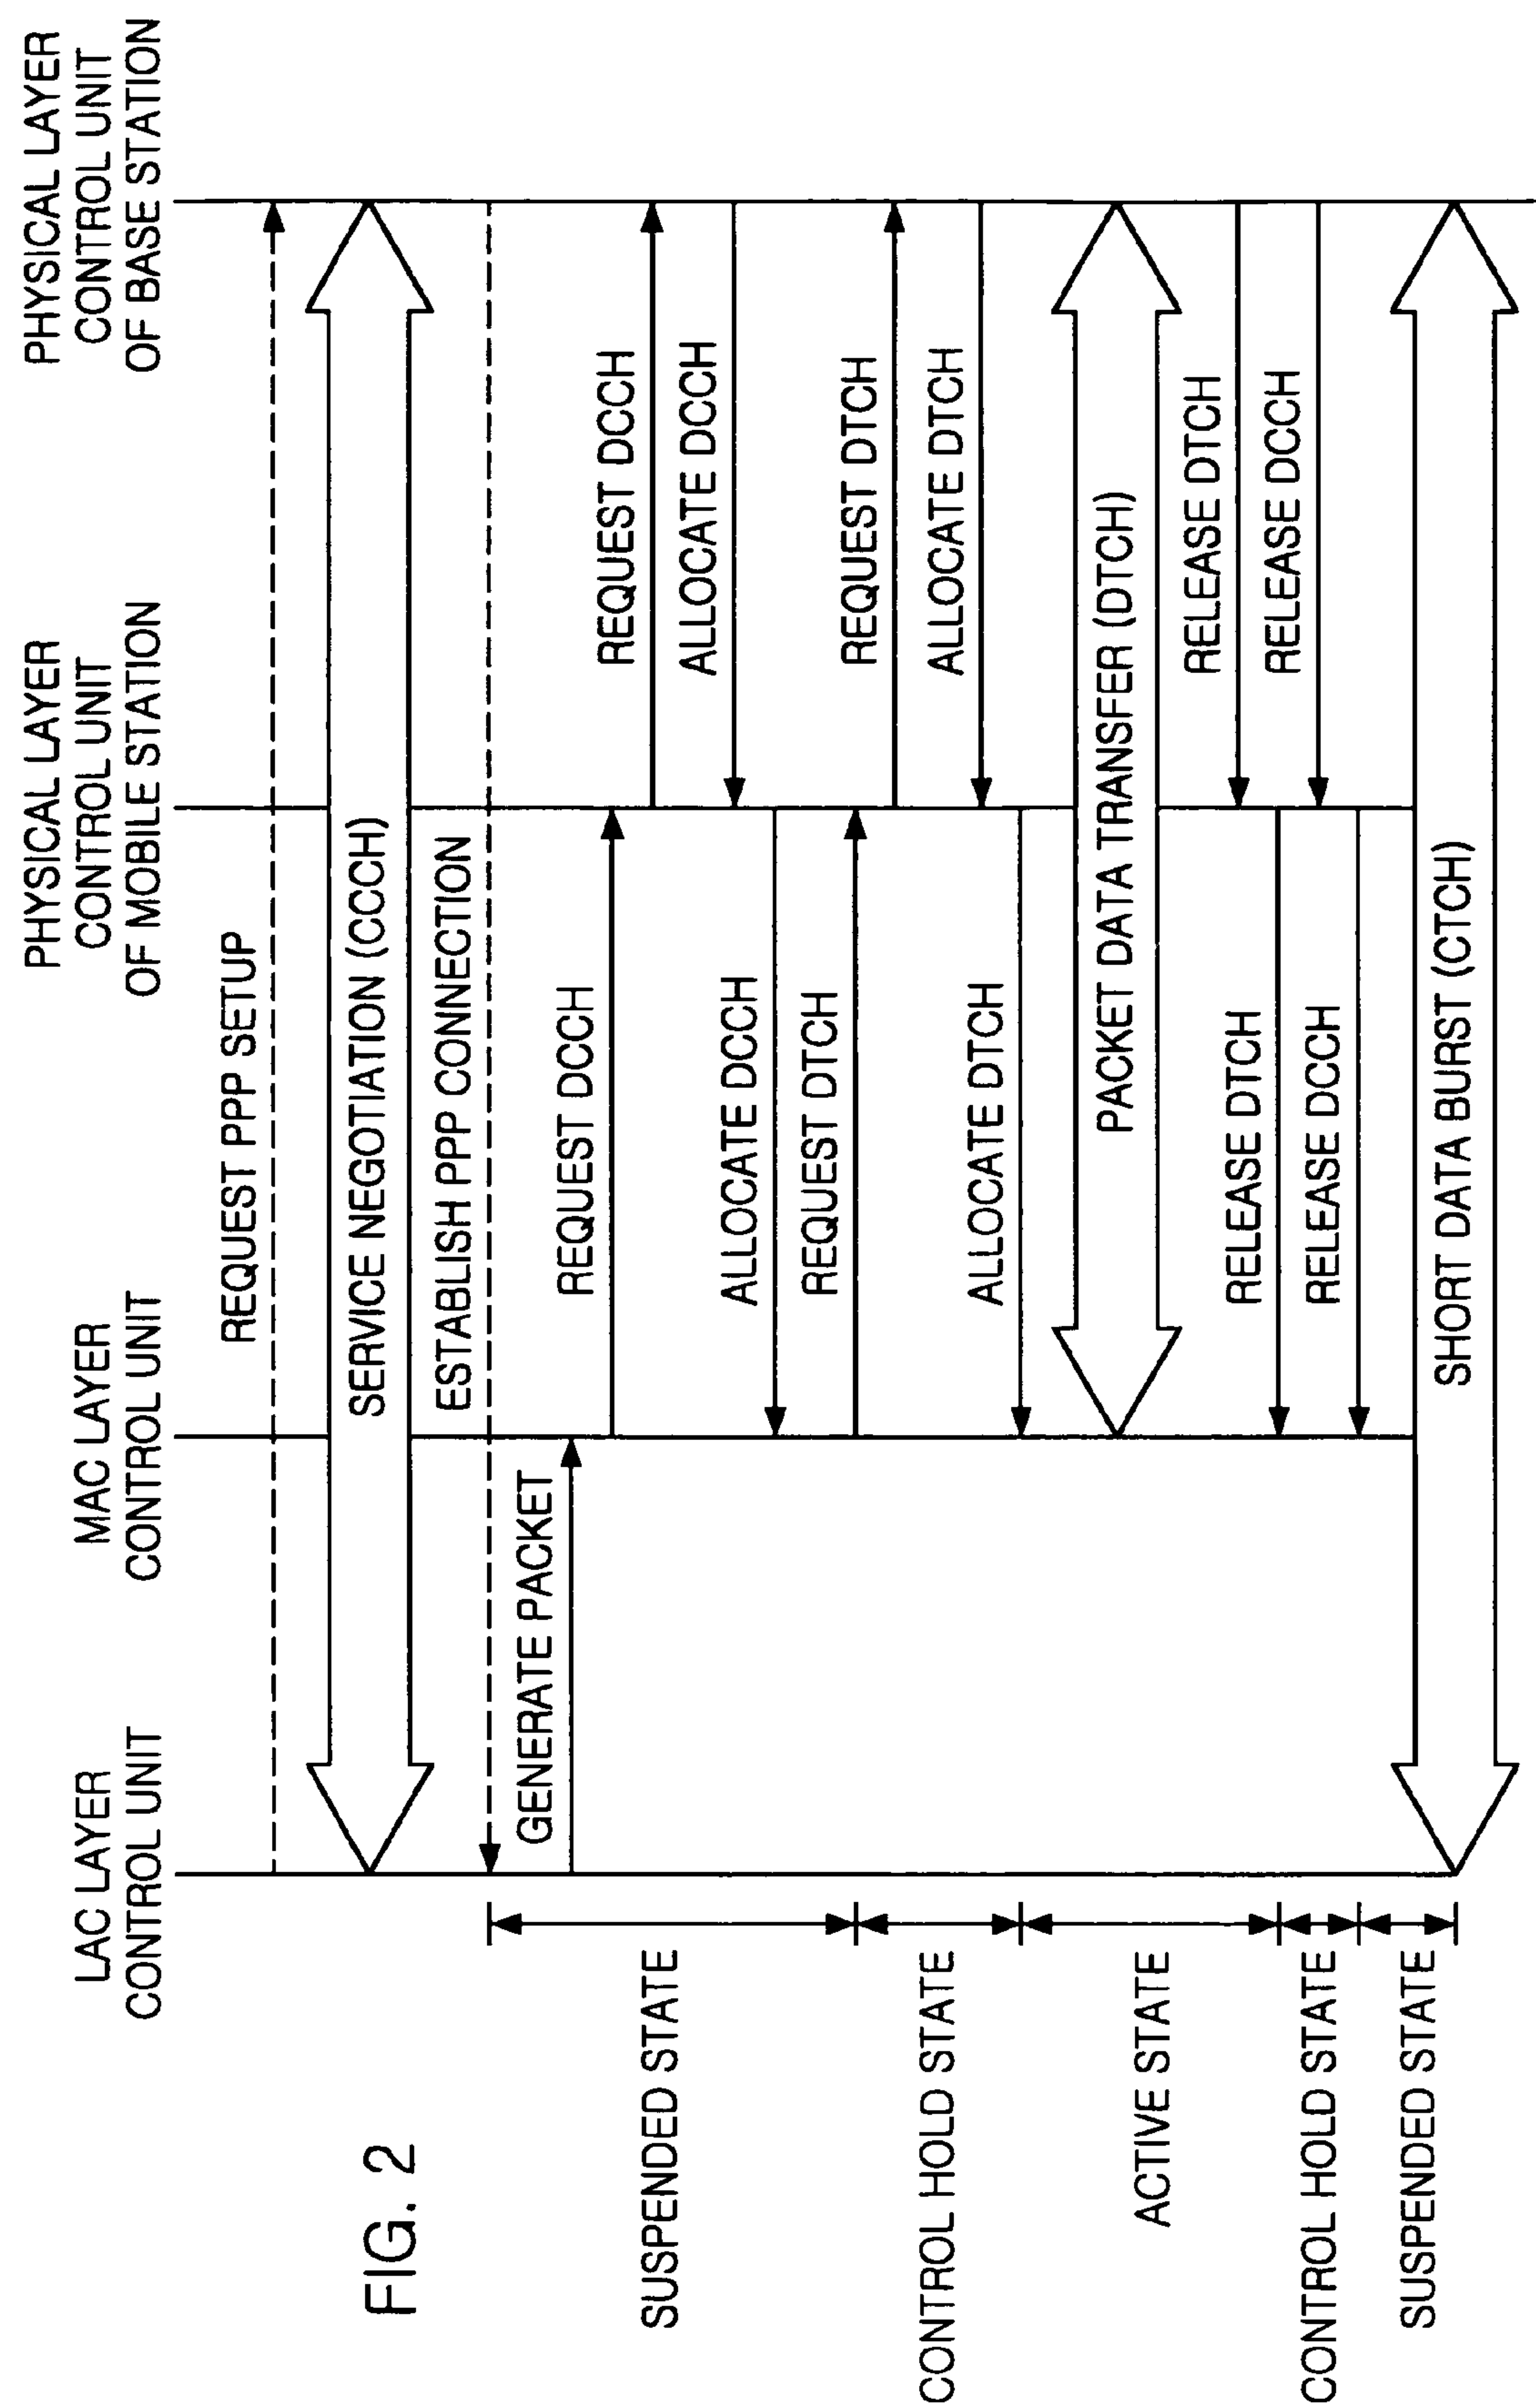 FIG. 2
LAC LAYER
CONTROL UNIT
MAC LAYER
CONTROL UNIT
PHYSICAL LAYER
CONTROL UNIT
OF MOBILE STATION
PHYSICAL LAYER
CONTROL UNIT
OF BASE STATION
REQUEST PPP SETUP
SERVICE NEGOTIATION (CCCH)
ESTABLISH PPP CONNECTION
GENERATE PACKET
REQUEST DCCH
REQUEST DCCH
ALLOCATE DCCH
ALLOCATE DCCH
REQUEST DTCH
REQUEST DTCH
ALLOCATE DTCH
ALLOCATE DTCH
PACKET DATA TRANSFER (DTCH)
RELEASE DTCH
RELEASE DTCH
RELEASE DCCH
RELEASE DCCH
SHORT DATA BURST (CTCH)
SUSPENDED STATE
CONTROL HOLD STATE
ACTIVE STATE
CONTROL HOLD STATE
SUSPENDED STATE